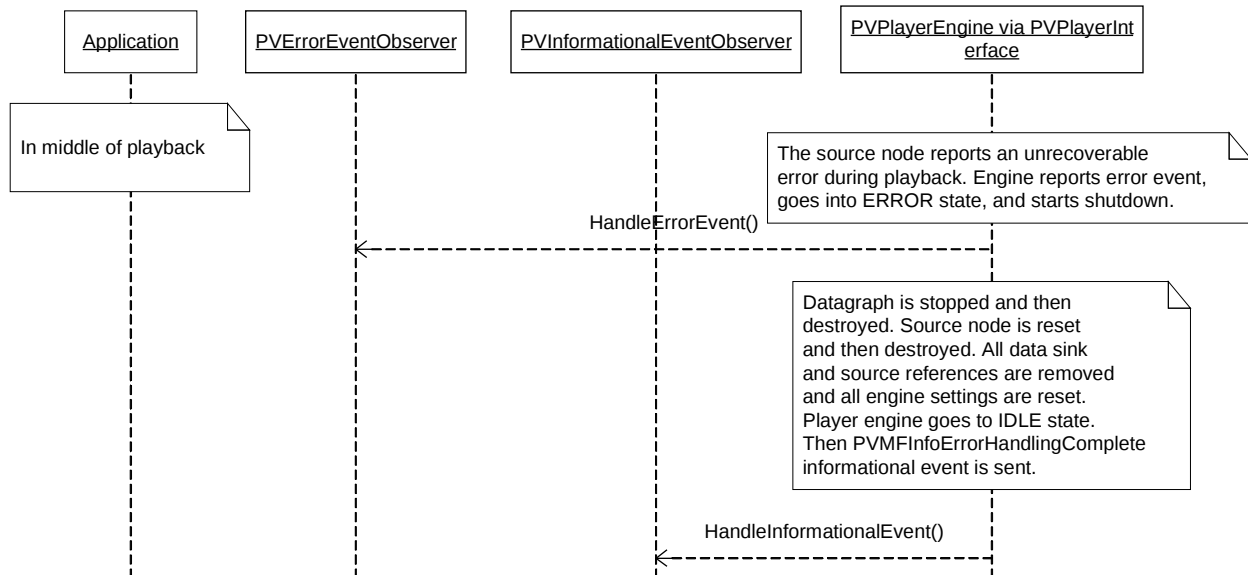 Application
PVErrorEventObserver
PVInformationalEventObserver
PVPlayerEngine via PVPlayerInt
erface
In middle of playback
The source node reports an unrecoverable
error during playback. Engine reports error event,
goes into ERROR state, and starts shutdown.
HandleErrorEvent()
Datagraph is stopped and then
destroyed. Source node is reset
and then destroyed. All data sink
and source references are removed
and all engine settings are reset.
Player engine goes to IDLE state.
Then PVMFInfoErrorHandlingComplete
informational event is sent.
HandleInformationalEvent()